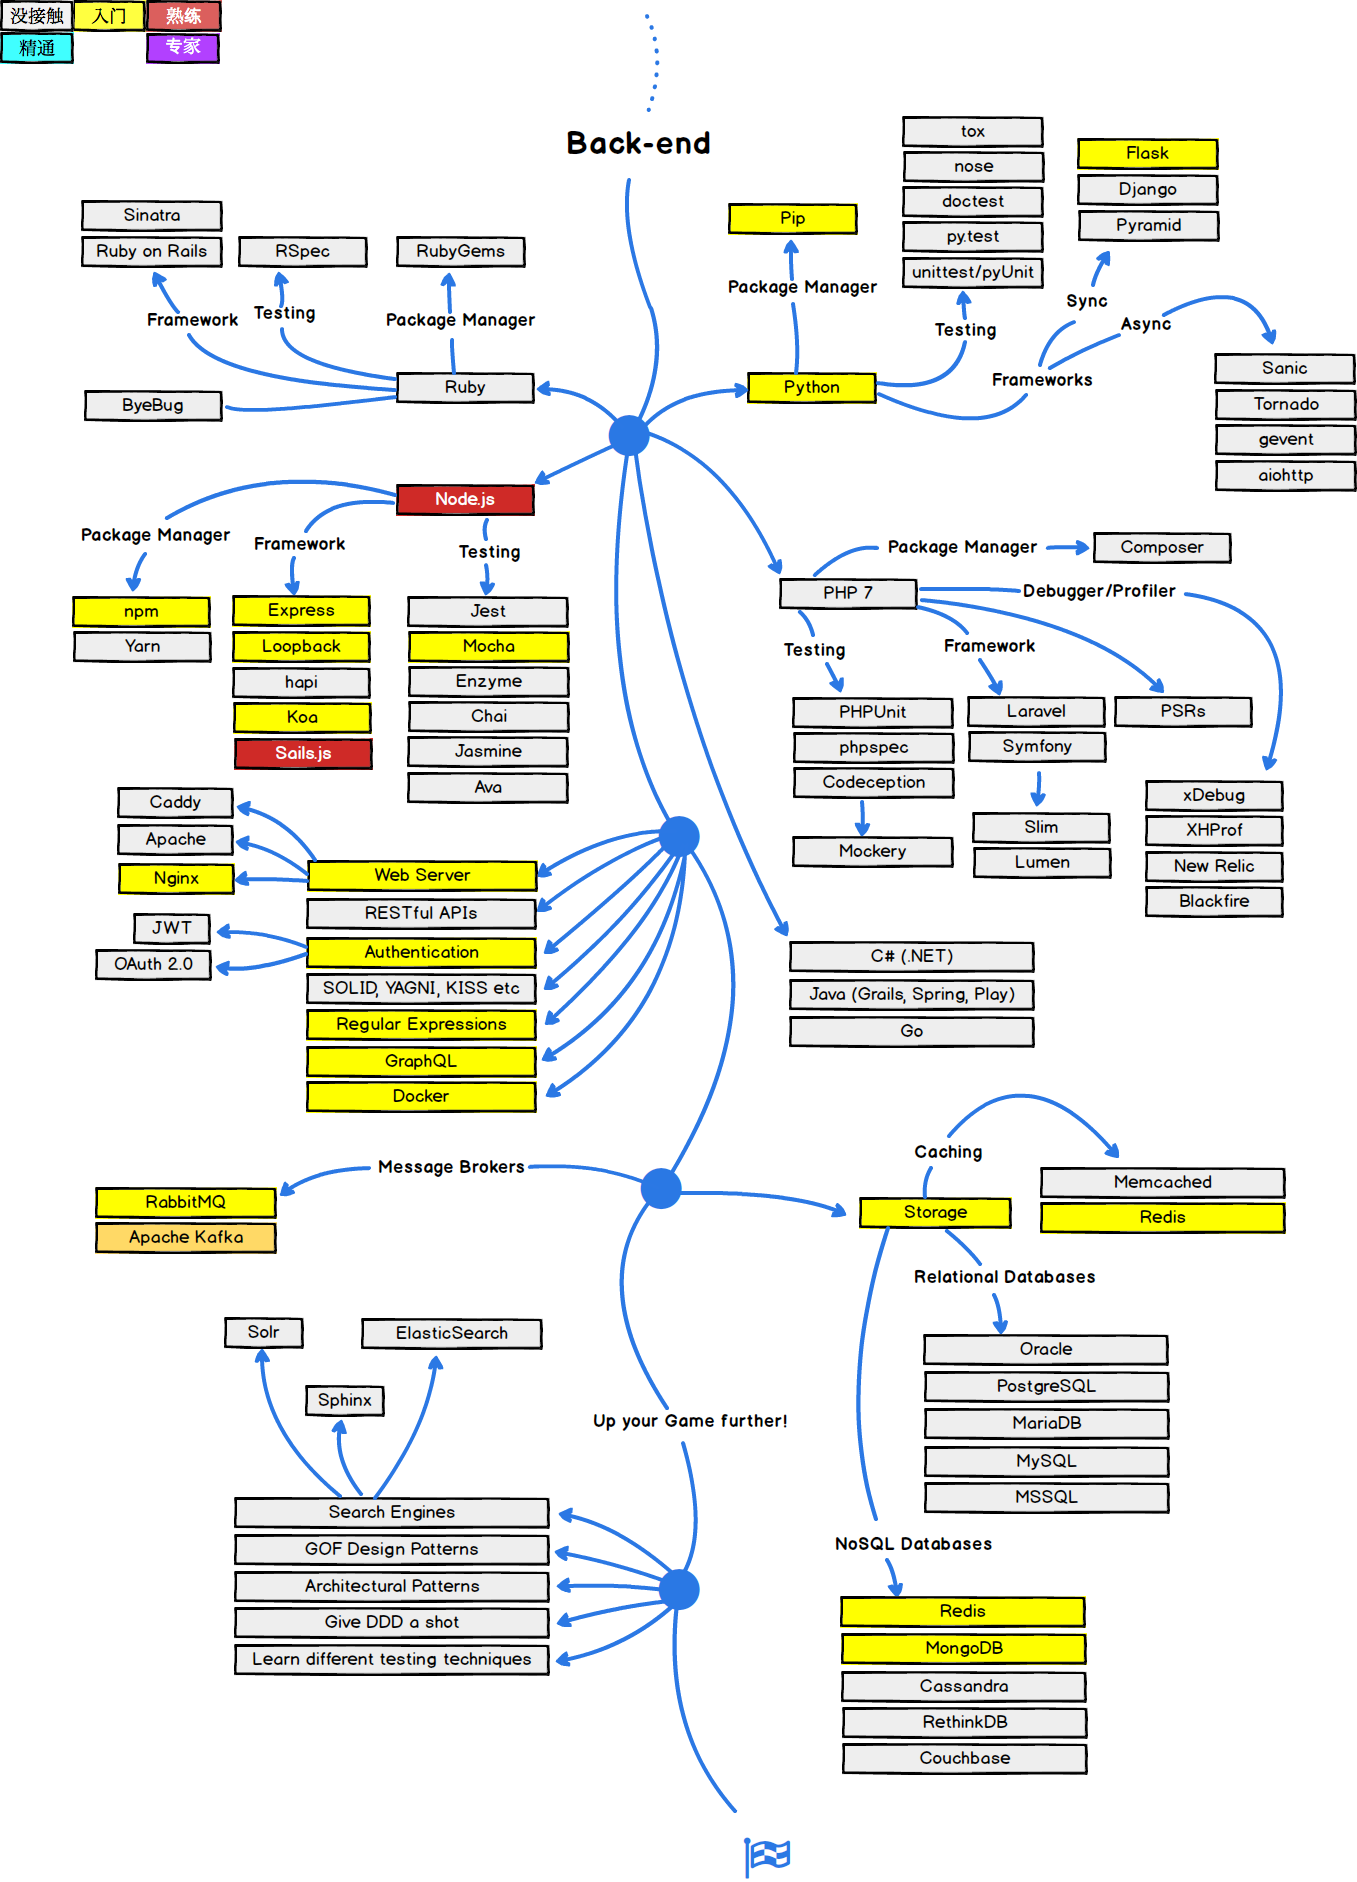 没接触
入门
熟练
精通
专家
Back-end
tox
nose
doctest
py.test
unittest/pyUnit
Flask
Django
Pyramid
Pip
Package Manager
Testing
Sync
Async
Frameworks
Python
Sanic
Tornado
gevent
aiohttp
Sinatra
Ruby on Rails
RSpec
RubyGems
Framework
Testing
Package Manager
Ruby
ByeBug
Node.js
Package Manager
Framework
Testing
npm
Yarn
Express
Loopback
hapi
Koa
Sails.js
Jest
Mocha
Enzyme
Chai
Jasmine
Ava
Package Manager
Composer
PHP 7
Debugger/Profiler
Testing
Framework
PHPUnit
phpspec
Codeception
Mockery
Laravel
Symfony
Slim
Lumen
PSRs
xDebug
XHProf
New Relic
Blackfire
Caddy
Apache
Nginx
JWT
OAuth 2.0
Web Server
RESTful APIs
Authentication
SOLID, YAGNI, KISS etc
Regular Expressions
GraphQL
Docker
C# (.NET)
Java (Grails, Spring, Play)
Go
Message Brokers
RabbitMQ
Apache Kafka
Caching
Memcached
Redis
Storage
Relational Databases
Oracle
PostgreSQL
MariaDB
MySQL
MSSQL
NoSQL Databases
Redis
MongoDB
Cassandra
RethinkDB
Couchbase
Solr
ElasticSearch
Sphinx
Up your Game further!
Search Engines
GOF Design Patterns
Architectural Patterns
Give DDD a shot
Learn different testing techniques